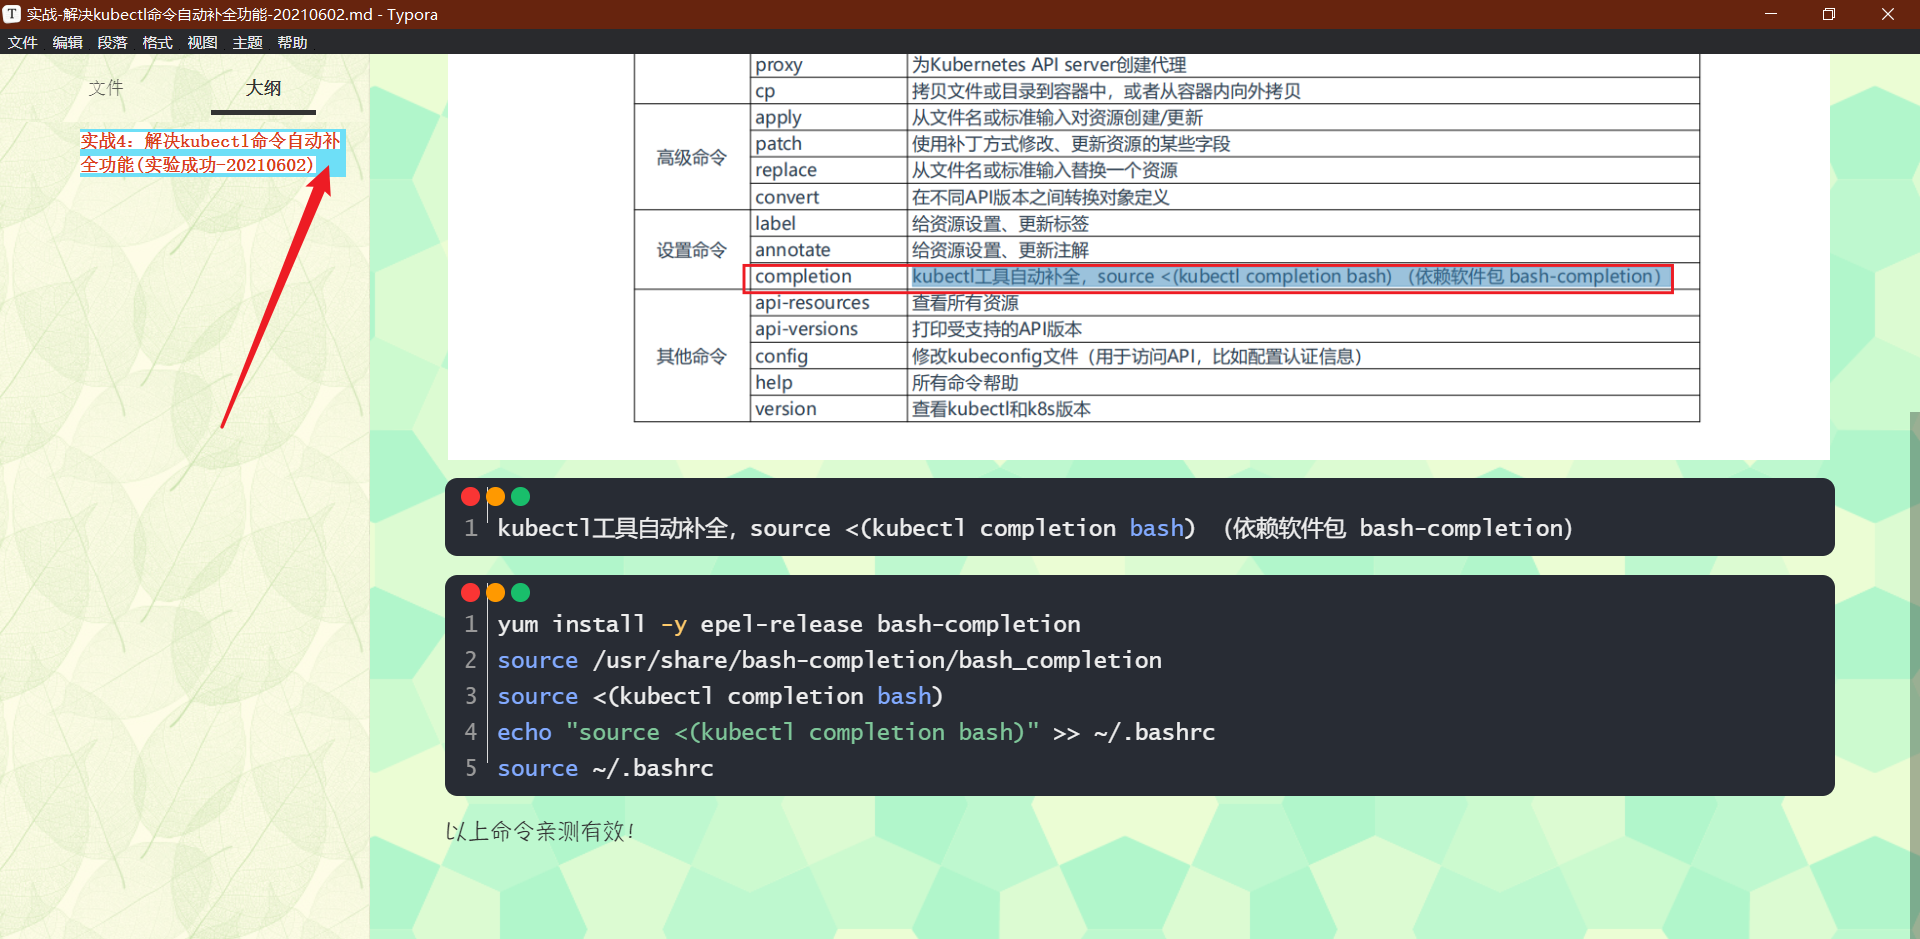 T 实战-解决kubectl命令自动补全功能-20210602.md - Typora
文件 编辑 段落 格式 视图 主题 帮助
文件 大纲
实战4：解决kubectl命令自动补
全功能(实验成功-20210602)
proxy 为Kubernetes API server创建代理
cp 拷贝文件或目录到容器中，或者从容器内向外拷贝
高级命令
apply 从文件名或标准输入对资源创建/更新
patch 使用补丁方式修改、更新资源的某些字段
replace 从文件名或标准输入替换一个资源
convert 在不同API版本之间转换对象定义
设置命令
label 给资源设置、更新标签
annotate 给资源设置、更新注解
completion kubectl工具自动补全，source <(kubectl completion bash) （依赖软件包 bash-completion）
其他命令
api-resources 查看所有资源
api-versions 打印受支持的API版本
config 修改kubeconfig文件（用于访问API，比如配置认证信息）
help 所有命令帮助
version 查看kubectl和k8s版本
1 kubectl工具自动补全，source <(kubectl completion bash) （依赖软件包 bash-completion）
1 yum install -y epel-release bash-completion
2 source /usr/share/bash-completion/bash_completion
3 source <(kubectl completion bash)
4 echo "source <(kubectl completion bash)" >> ~/.bashrc
5 source ~/.bashrc
以上命令亲测有效！